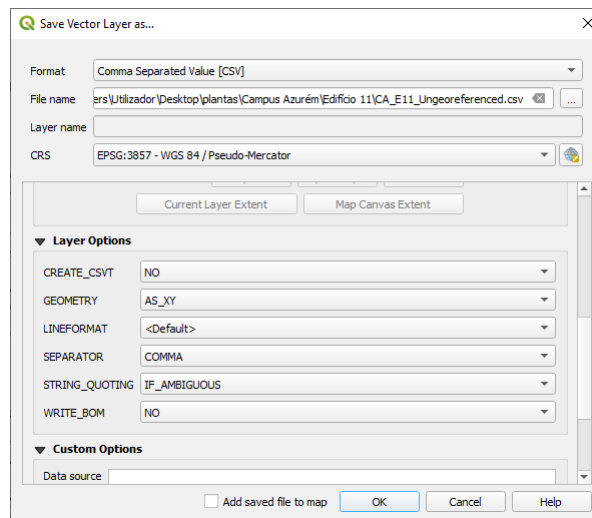 Save Vector Layer as...
Format Comma Separated Value [CSV]
File name ers\Utilizador\Desktop\plantas\Campus Azurém\Edifício 11\CA_E11_Ungeoreferenced.csv ...
Layer name
CRS EPSG:3857 - WGS 84 / Pseudo-Mercator
Current Layer Extent Map Canvas Extent
Layer Options
CREATE_CSVT NO
GEOMETRY AS_XY
LINEFORMAT <Default>
SEPARATOR COMMA
STRING_QUOTING IF_AMBIGUOUS
WRITE_BOM NO
Custom Options
Data source
Add saved file to map OK Cancel Help